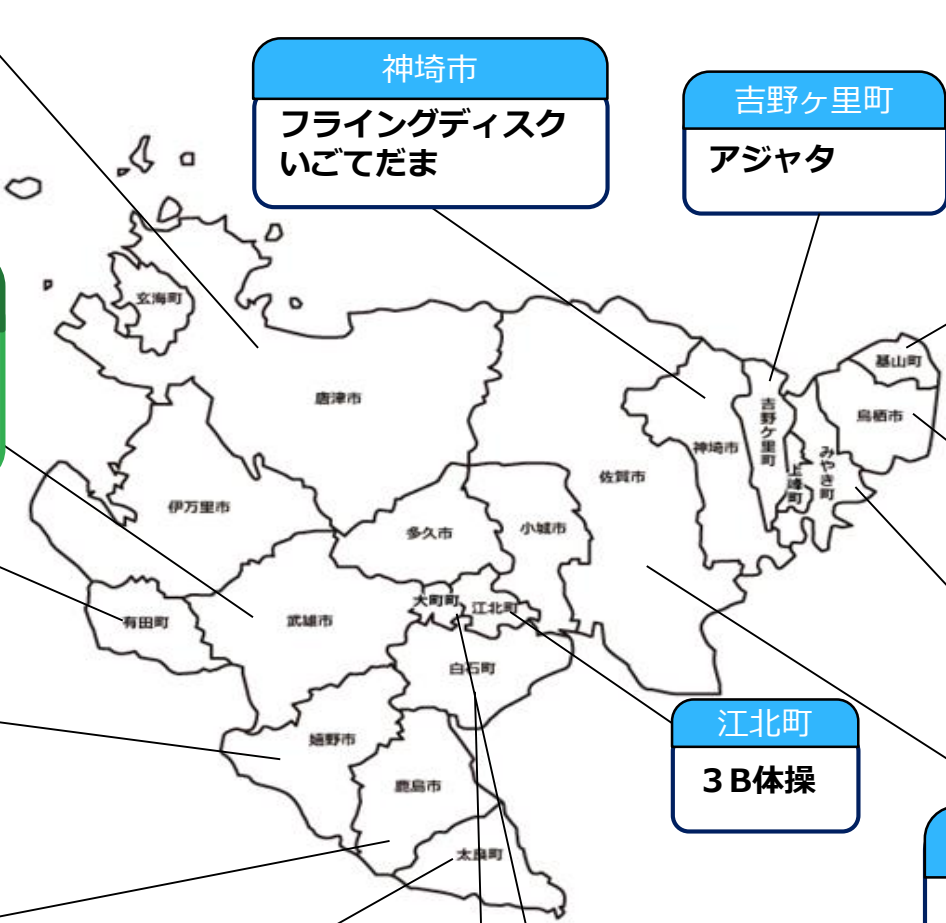 神埼市
フライングディスク
いごてだま
吉野ヶ里町
アジャタ
玄海町
基山町
唐津市
鳥栖市
吉野ケ里町
神埼市
みやき町
上峰町
佐賀市
伊万里市
多久市
小城市
大町町
江北町
有田町
武雄市
白石町
江北町
3B体操
嬉野市
鹿島市
太良町